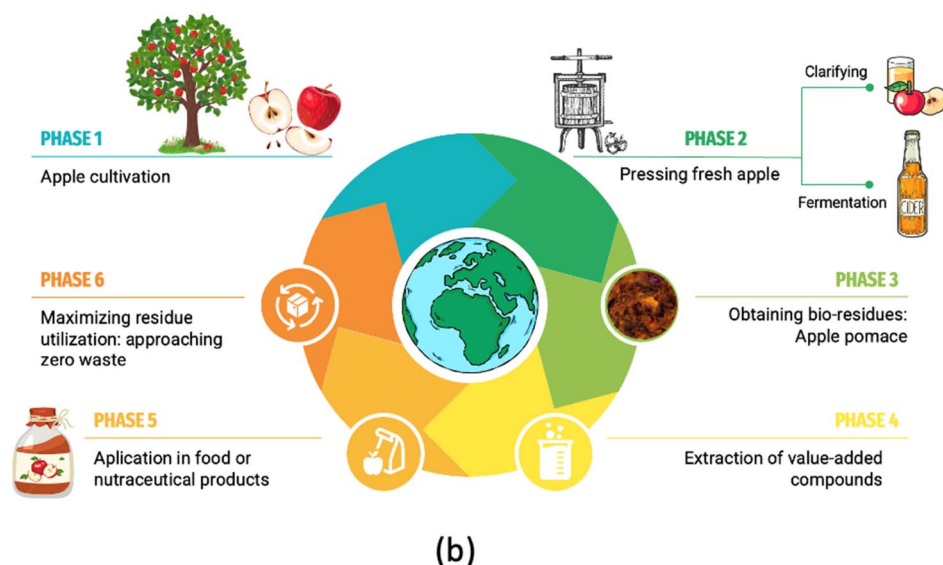 PHASE 1
Apple cultivation
PHASE 2
Pressing fresh apple
Clarifying
Fermentation
CIDER
PHASE 3
Obtaining bio-residues:
Apple pomace
PHASE 4
Extraction of value-added
compounds
PHASE 5
Aplication in food or
nutraceutical products
PHASE 6
Maximizing residue
utilization: approaching
zero waste
(b)